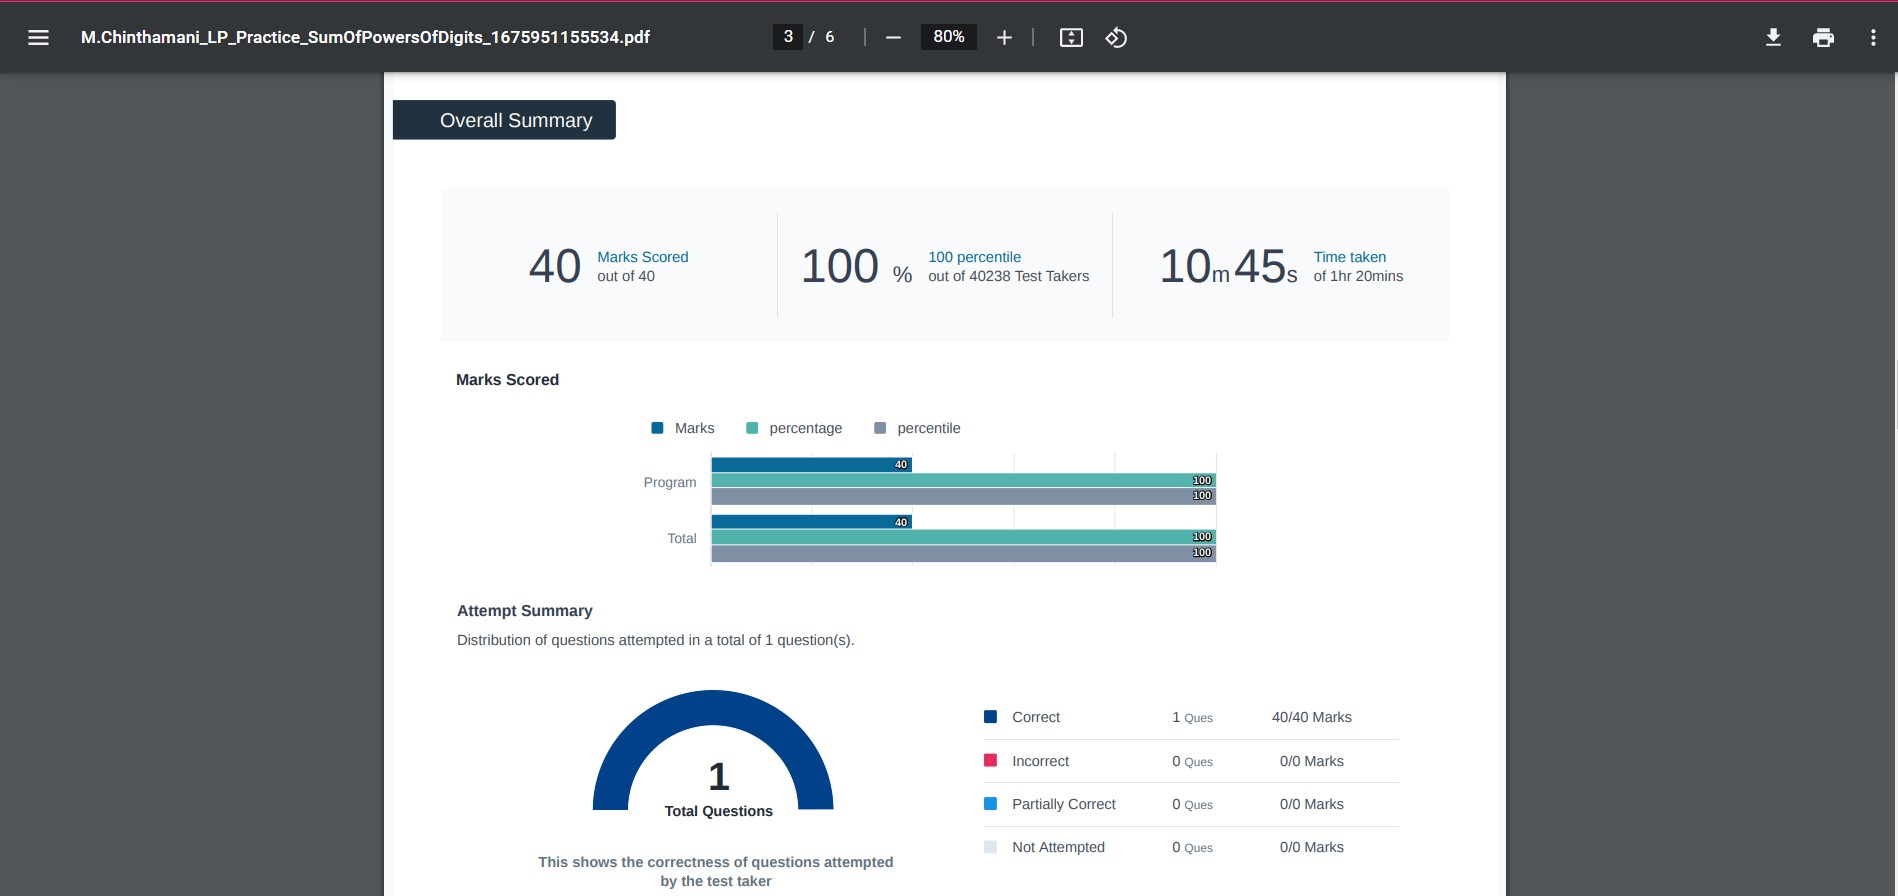 M.Chinthamani_LP_Practice_SumOfPowersOfDigits_1675951155534.pdf
3 / 6
80%
Overall Summary
40 Marks Scored
out of 40
100 % 100 percentile
out of 40238 Test Takers
10m 45s Time taken
of 1hr 20mins
Marks Scored
Marks percentage percentile
Program 40
100
100
Total 40
100
100
Attempt Summary
Distribution of questions attempted in a total of 1 question(s).
1
Total Questions
This shows the correctness of questions attempted
by the test taker
Correct 1 Ques 40/40 Marks
Incorrect 0 Ques 0/0 Marks
Partially Correct 0 Ques 0/0 Marks
Not Attempted 0 Ques 0/0 Marks